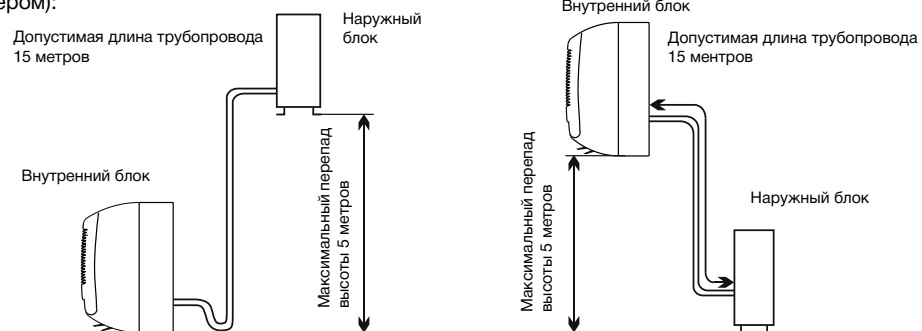 ером):
Допустимая длина трубопровода
15 метров
Наружный
блок
Внутренний блок
Максимальный перепад
высоты 5 метров
Внутренний блок
Допустимая длина трубопровода
15 ментров
Максимальный перепад
высоты 5 метров
Наружный блок